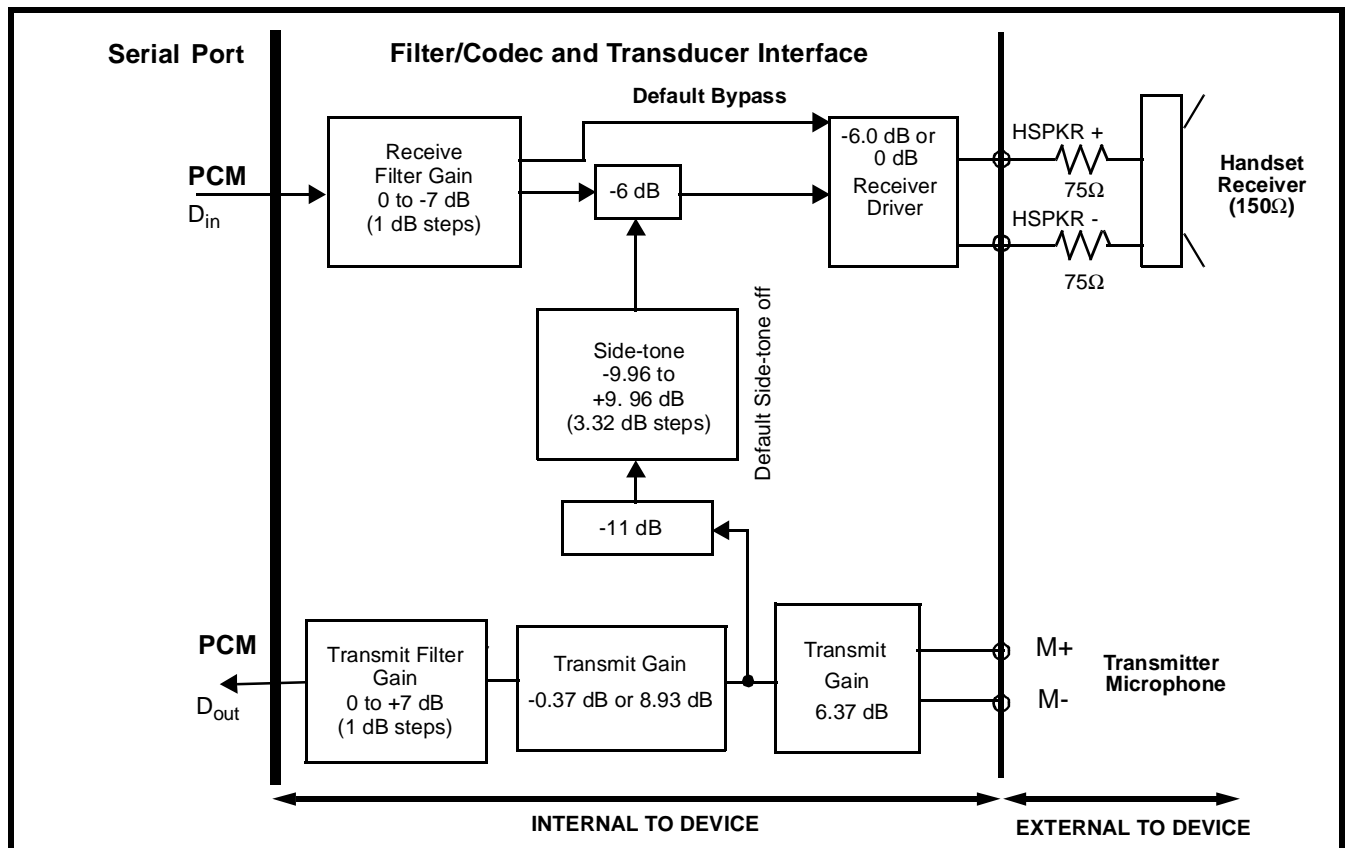 Serial Port
Filter/Codec and Transducer Interface
Default Bypass
PCM
Din
Receive
Filter Gain
0 to -7 dB
(1 dB steps)
-6 dB
-6.0 dB or
0 dB
Receiver
Driver
HSPKR +
75Ω
HSPKR -
75Ω
Handset
Receiver
(150Ω)
Side-tone
-9.96 to
+9. 96 dB
(3.32 dB steps)
Default Side-tone off
-11 dB
PCM
Dout
Transmit Filter
Gain
0 to +7 dB
(1 dB steps)
Transmit Gain
-0.37 dB or 8.93 dB
Transmit
Gain
6.37 dB
M+
M-
Transmitter
Microphone
INTERNAL TO DEVICE
EXTERNAL TO DEVICE